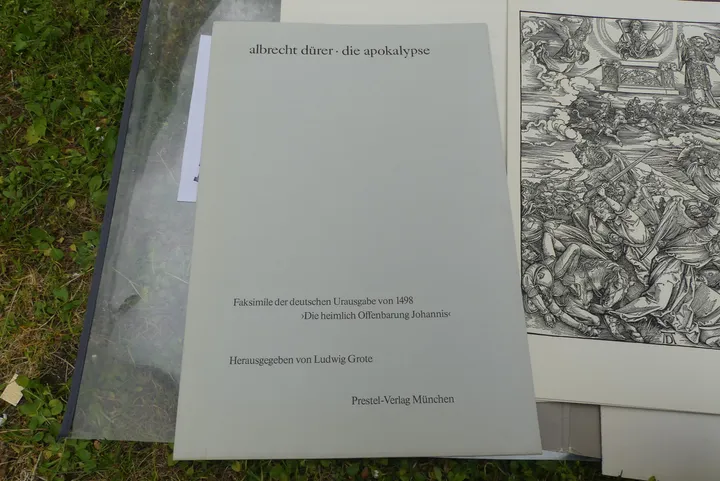 albrecht dürer · die apokalypse
Faksimile der deutschen Urausgabe von 1498
›Die heimlich Offenbarung Johannis‹
Herausgegeben von Ludwig Grote
Prestel-Verlag München